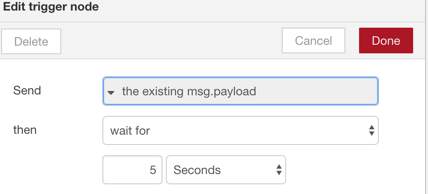 Edit trigger node
Delete Cancel Done
Send the existing msg.payload
then wait for
5 Seconds